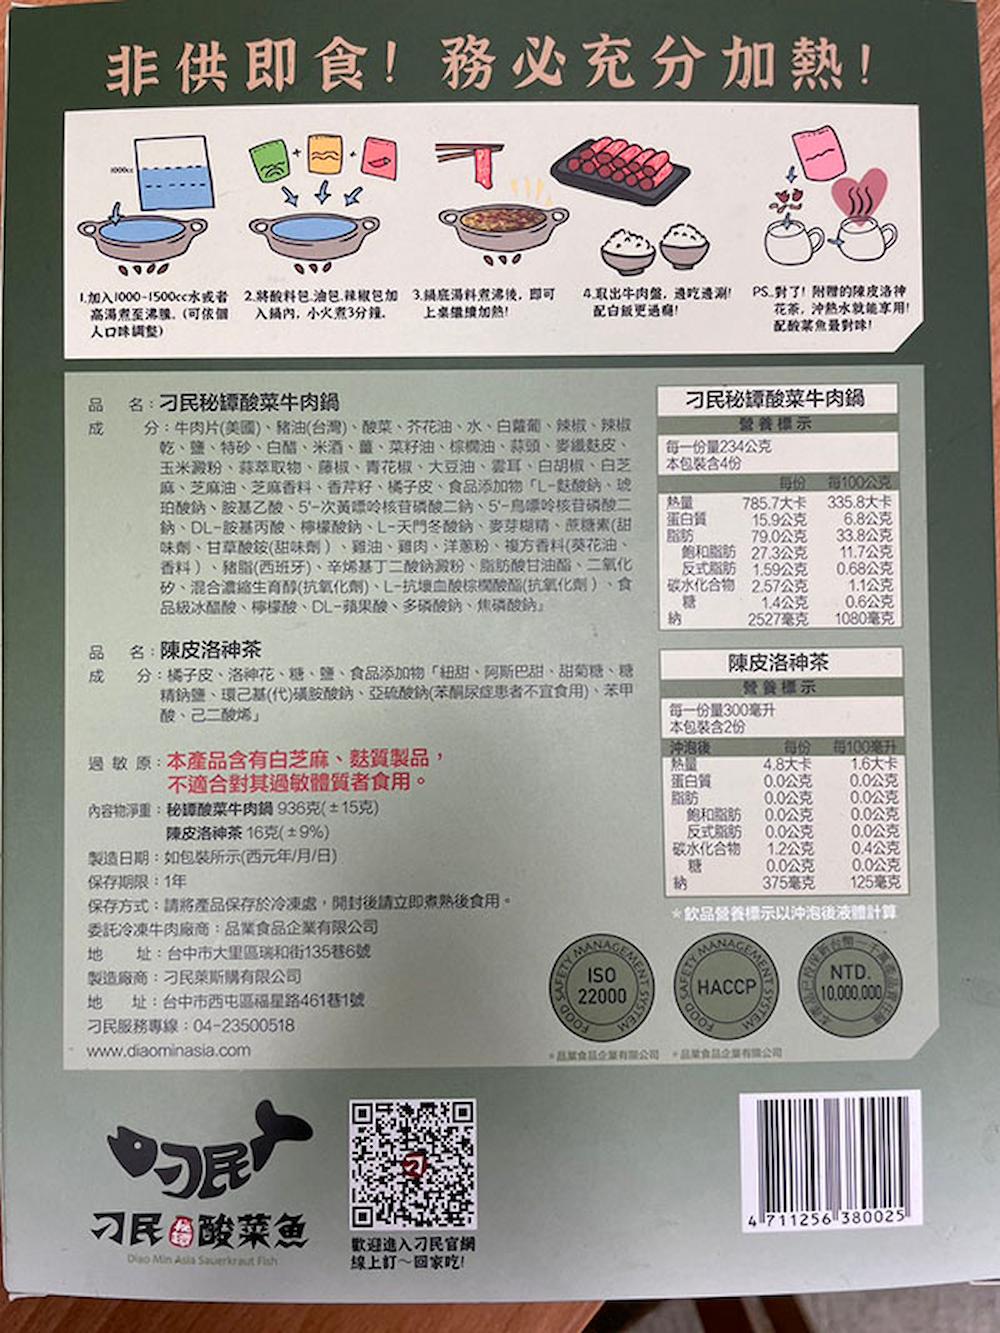 非供即食！務必充分加熱！
1000cc
1.加入1000-1500cc水或者
高湯煮至沸騰。(可依個
人口味調整)
2.將酸料包.油包.辣椒包加
入鍋內，小火煮3分鐘。
3.鍋底湯料煮沸後，即可
上桌繼續加熱！
4.取出牛肉盤，邊吃邊涮！
配白飯更過癮！
PS..對了！附贈的陳皮洛神
花茶，沖熱水就能享用！
配酸菜魚最對味！
品 名：刁民秘罈酸菜牛肉鍋
成 分：牛肉片(美國)、豬油(台灣)、酸菜、芥花油、水、白蘿蔔、辣椒、辣椒
乾、鹽、特砂、白醋、米酒、薑、菜籽油、棕櫚油、蒜頭、麥纖麩皮、
玉米澱粉、蒜萃取物、藤椒、青花椒、大豆油、雲耳、白胡椒、白芝
麻、芝麻油、芝麻香料、香芹籽、橘子皮、食品添加物「L-麩酸鈉、琥
珀酸鈉、胺基乙酸、5'-次黃嘌呤核苷磷酸二鈉、5'-鳥嘌呤核苷磷酸二
鈉、DL-胺基丙酸、檸檬酸鈉、L-天門冬酸鈉、麥芽糊精、蔗糖素(甜
味劑、甘草酸銨(甜味劑）、雞油、雞肉、洋蔥粉、複方香料(葵花油、
香料）、豬脂(西班牙)、辛烯基丁二酸鈉澱粉、脂肪酸甘油酯、二氧化
矽、混合濃縮生育醇(抗氧化劑)、L-抗壞血酸棕櫚酸酯(抗氧化劑）、食
品級冰醋酸、檸檬酸、DL-蘋果酸、多磷酸鈉、焦磷酸鈉」
品 名：陳皮洛神茶
成 分：橘子皮、洛神花、糖、鹽、食品添加物「紐甜、阿斯巴甜、甜菊糖、糖
精鈉鹽、環己基(代)磺胺酸鈉、亞硫酸鈉(苯酮尿症患者不宜食用)、苯甲
酸、己二酸烯」
過敏原：本產品含有白芝麻、麩質製品，
不適合對其過敏體質者食用。
內容物淨重：秘罈酸菜牛肉鍋 936克(±15克)
陳皮洛神茶 16克(±9%)
製造日期：如包裝所示(西元年/月/日)
保存期限：1年
保存方式：請將產品保存於冷凍處，開封後請立即煮熟後食用。
委託冷凍牛肉廠商：品業食品企業有限公司
地 址：台中市大里區瑞和街135巷6號
製造廠商：刁民萊斯購有限公司
地 址：台中市西屯區福星路461巷1號
刁民服務專線：04-23500518
www.diaominasia.com
刁民秘罈酸菜牛肉鍋
營養標示
每一份量234公克
本包裝含4份
每份 每100公克
熱量 785.7大卡 335.8大卡
蛋白質 15.9公克 6.8公克
脂肪 79.0公克 33.8公克
飽和脂肪 27.3公克 11.7公克
反式脂肪 1.59公克 0.68公克
碳水化合物 2.57公克 1.1公克
糖 1.4公克 0.6公克
鈉 2527毫克 1080毫克
陳皮洛神茶
營養標示
每一份量300毫升
本包裝含2份
沖泡後 每份 每100毫升
熱量 4.8大卡 1.6大卡
蛋白質 0.0公克 0.0公克
脂肪 0.0公克 0.0公克
飽和脂肪 0.0公克 0.0公克
反式脂肪 0.0公克 0.0公克
碳水化合物 1.2公克 0.4公克
糖 0.0公克 0.0公克
鈉 375毫克 125毫克
＊飲品營養標示以沖泡後液體計算
FOOD SAFETY MANAGEMENT SYSTEM
ISO
22000
FOOD SAFETY MANAGEMENT SYSTEM
HACCP
NTD.
10,000,000
＊品業食品企業有限公司
＊品業食品企業有限公司
刁民
刁民秘罈酸菜魚
Diao Min Asia Sauerkraut Fish
刁
歡迎進入刁民官網
線上訂～回家吃！
4 711256 380025